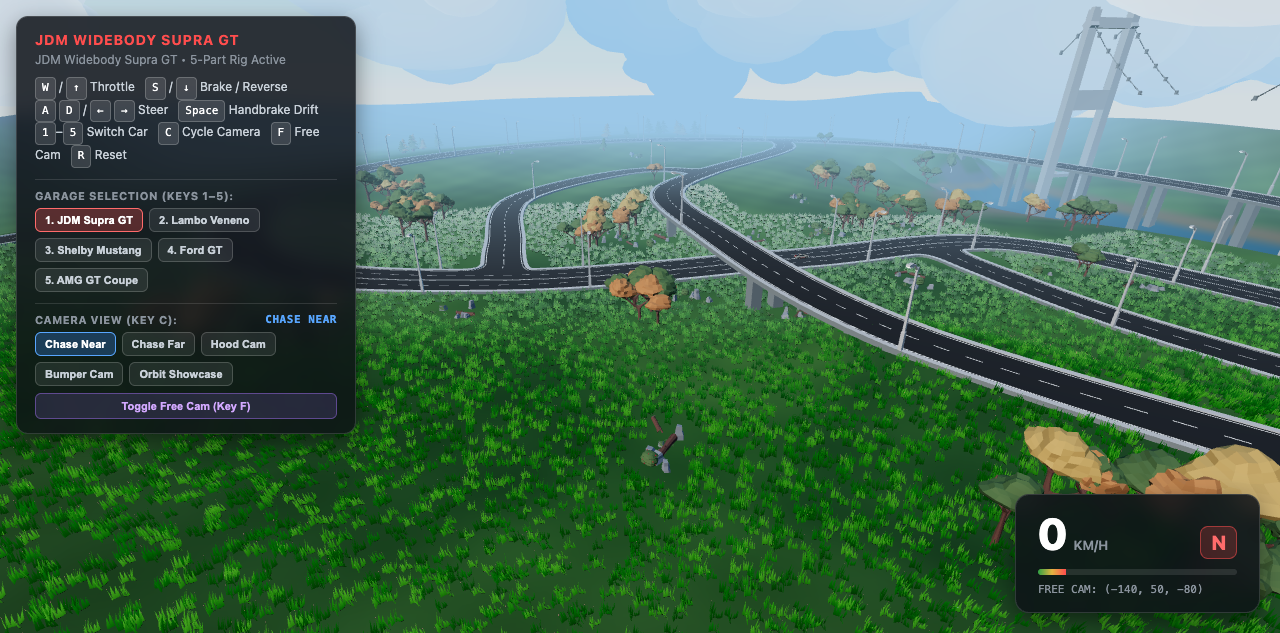 JDM WIDEBODY SUPRA GT
JDM Widebody Supra GT • 5-Part Rig Active
W / ↑ Throttle S / ↓ Brake / Reverse
A D / ← → Steer Space Handbrake Drift
1–5 Switch Car C Cycle Camera F Free
Cam R Reset
GARAGE SELECTION (KEYS 1–5):
1. JDM Supra GT 2. Lambo Veneno
3. Shelby Mustang 4. Ford GT
5. AMG GT Coupe
CAMERA VIEW (KEY C): CHASE NEAR
Chase Near Chase Far Hood Cam
Bumper Cam Orbit Showcase
Toggle Free Cam (Key F)
0 KM/H N
FREE CAM: (-140, 50, -80)